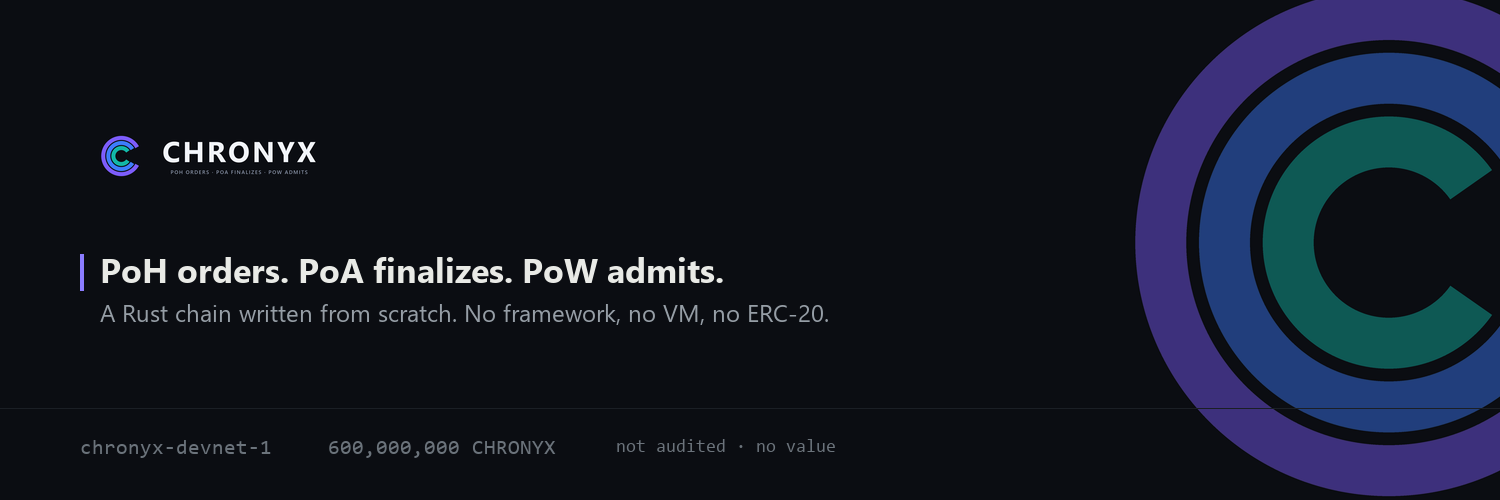 CHRONYX
POH ORDERS · POA FINALIZES · POW ADMITS
PoH orders. PoA finalizes. PoW admits.
A Rust chain written from scratch. No framework, no VM, no ERC-20.
chronyx-devnet-1 600,000,000 CHRONYX not audited · no value